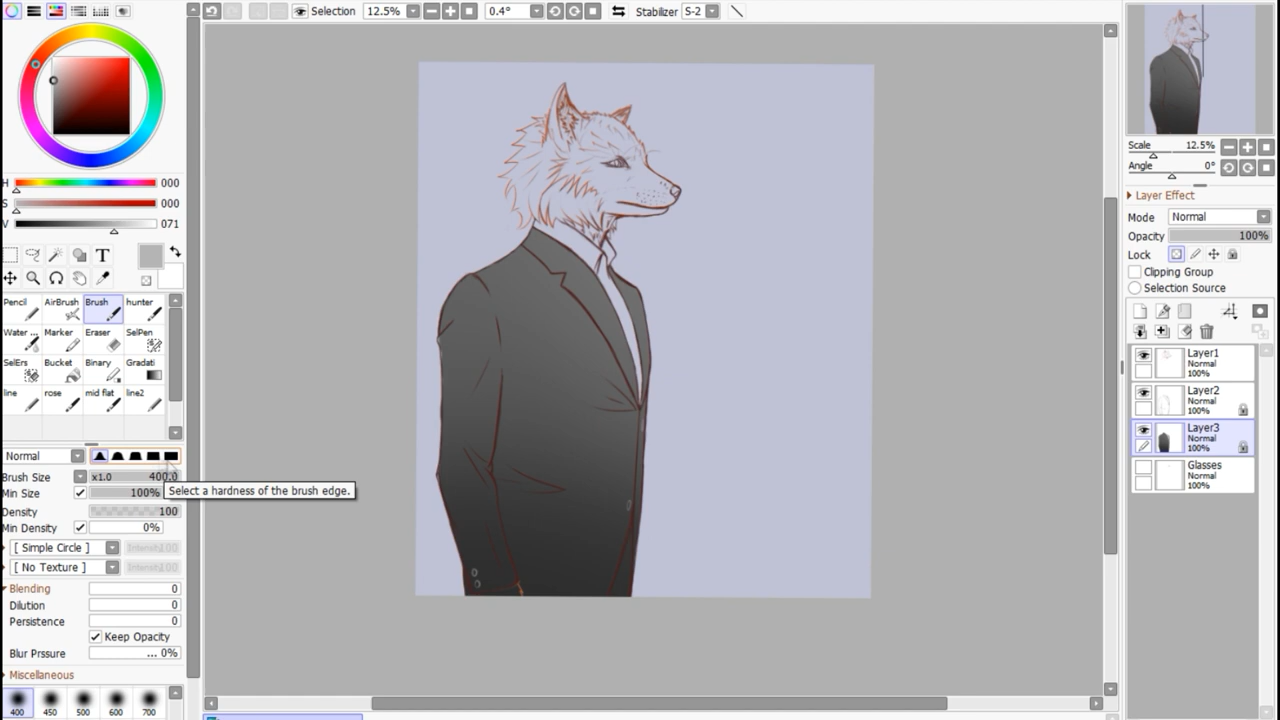 Selection 12.5% 0.4° Stabilizer S-2
H 000
S 000
V 071
T
Pencil AirBrush Brush hunter
Water ... Marker Eraser SelPen
SelErs Bucket Binary Gradati
line rose mid flat line2
Normal
Brush Size x1.0 400.0
Select a hardness of the brush edge.
Min Size 100%
Density 100
Min Density 0%
[ Simple Circle ]
[ No Texture ]
Blending 0
Dilution 0
Persistence 0
Keep Opacity
Blur Prssure ... 0%
Miscellaneous
400 450 500 600 700
Scale 12.5%
Angle 0°
Layer Effect
Mode Normal
Opacity 100%
Lock
Clipping Group
Selection Source
Layer1
Normal
100%
Layer2
Normal
100%
Layer3
Normal
100%
Glasses
Normal
100%